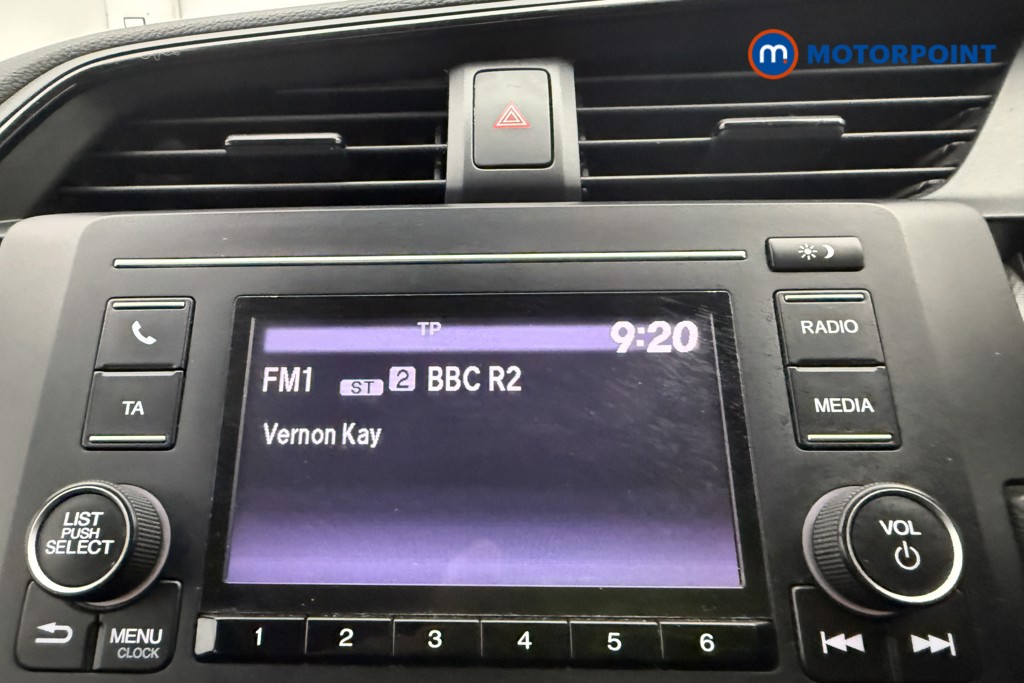 m MOTORPOINT
TP 9:20
FM1 ST 2 BBC R2
Vernon Kay
TA
RADIO
MEDIA
LIST
PUSH
SELECT
VOL
MENU
CLOCK
1 2 3 4 5 6